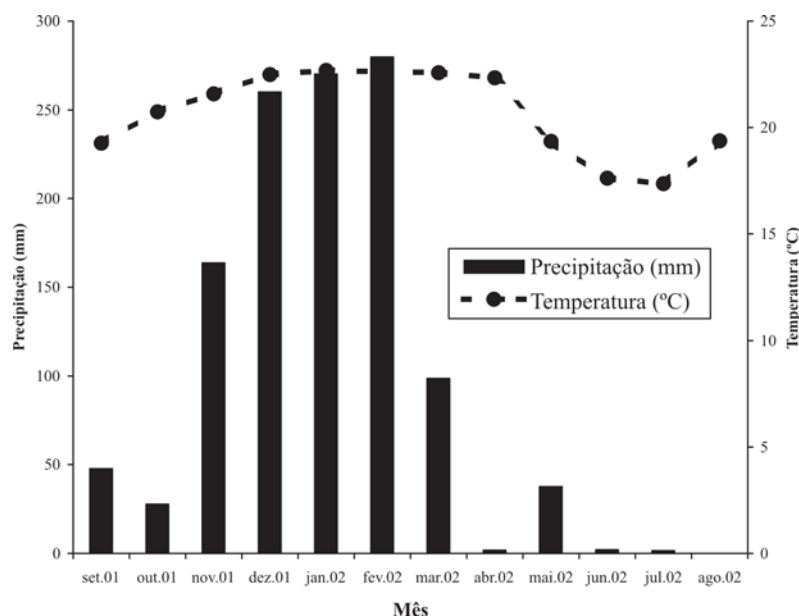 300
250
200
150
100
50
0
Precipitação (mm)
25
20
15
10
5
0
Temperatura (ºC)
Precipitação (mm)
Temperatura (ºC)
set.01 out.01 nov.01 dez.01 jan.02 fev.02 mar.02 abr.02 mai.02 jun.02 jul.02 ago.02
Mês